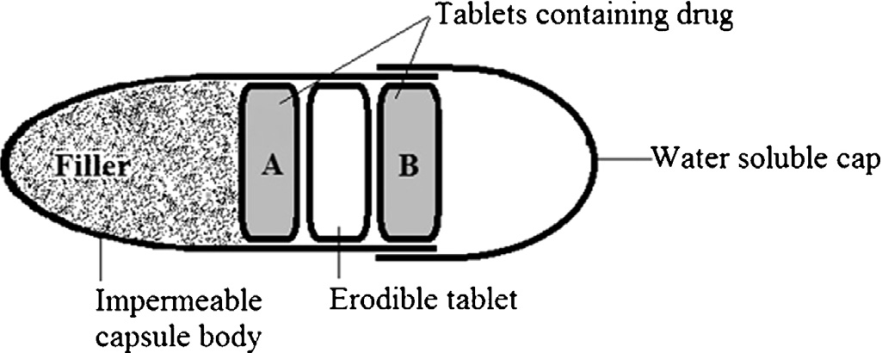 Tablets containing drug
Filler
A
B
Water soluble cap
Impermeable
capsule body
Erodible tablet